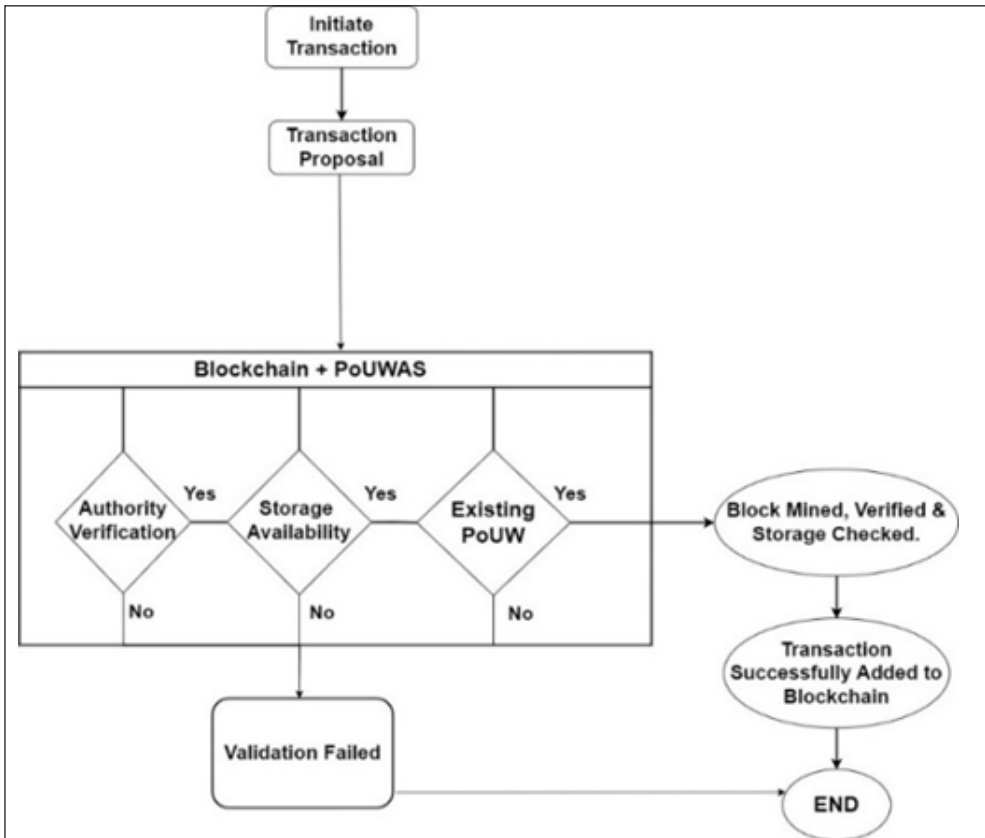 Initiate
Transaction
Transaction
Proposal
Blockchain + PoUWAS
Authority
Verification
Yes
Storage
Availability
Yes
Existing
PoUW
Yes
Block Mined, Verified &
Storage Checked.
No
No
No
Transaction
Successfully Added to
Blockchain
Validation Failed
END